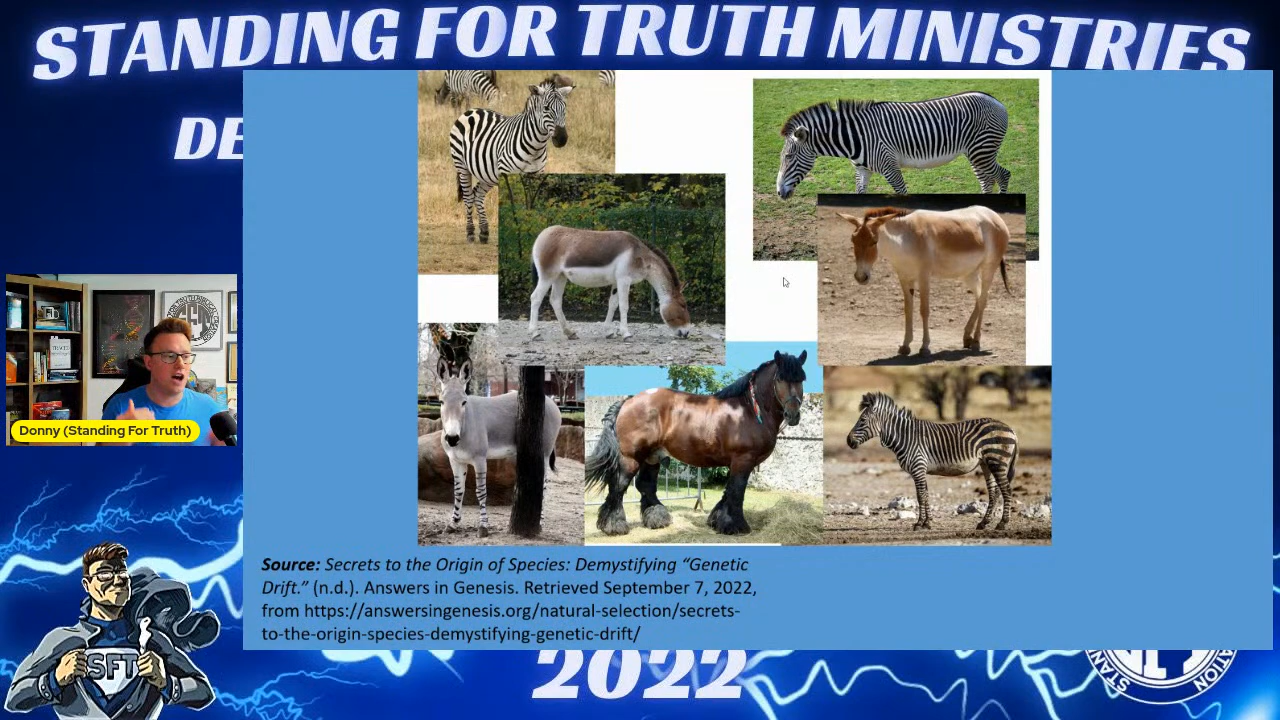 STANDING FOR TRUTH MINISTRIES
DE
Donny (Standing For Truth)
Source: Secrets to the Origin of Species: Demystifying “Genetic
Drift.” (n.d.). Answers in Genesis. Retrieved September 7, 2022,
from https://answersingenesis.org/natural-selection/secrets-
to-the-origin-species-demystifying-genetic-drift/
SFT
2022